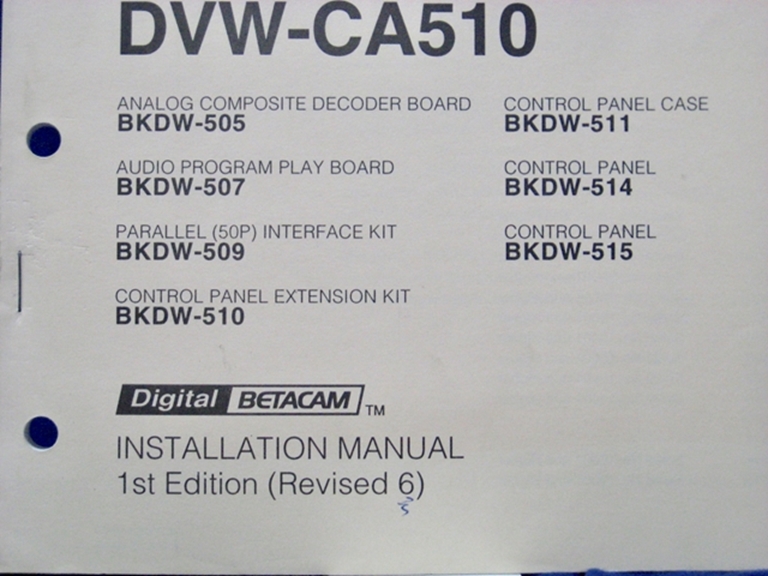 DVW-CA510
ANALOG COMPOSITE DECODER BOARD
BKDW-505
AUDIO PROGRAM PLAY BOARD
BKDW-507
PARALLEL (50P) INTERFACE KIT
BKDW-509
CONTROL PANEL EXTENSION KIT
BKDW-510
CONTROL PANEL CASE
BKDW-511
CONTROL PANEL
BKDW-514
CONTROL PANEL
BKDW-515
Digital BETACAM TM
INSTALLATION MANUAL
1st Edition (Revised 6)
5